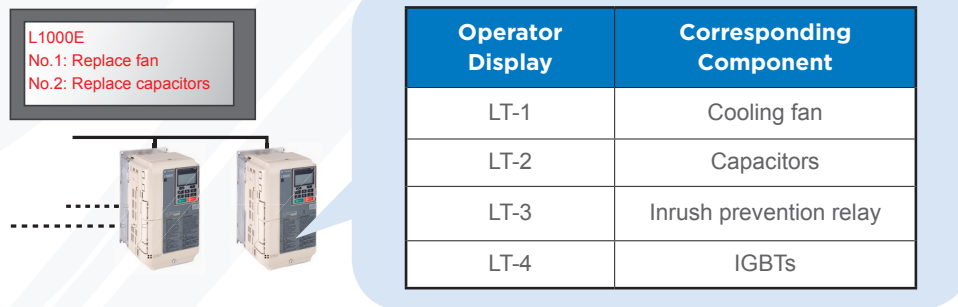 L1000E
No.1: Replace fan
No.2: Replace capacitors
Operator Display
Corresponding Component
LT-1
Cooling fan
LT-2
Capacitors
LT-3
Inrush prevention relay
LT-4
IGBTs